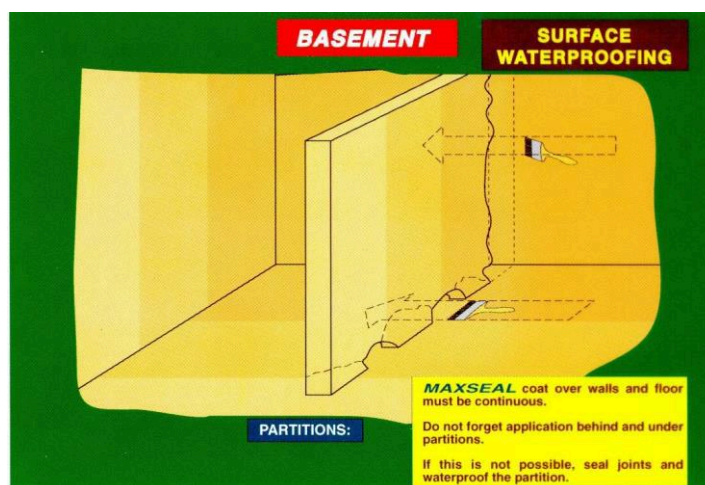 BASEMENT
SURFACE
WATERPROOFING
PARTITIONS:
MAXSEAL coat over walls and floor
must be continuous.
Do not forget application behind and under
partitions.
If this is not possible, seal joints and
waterproof the partition.